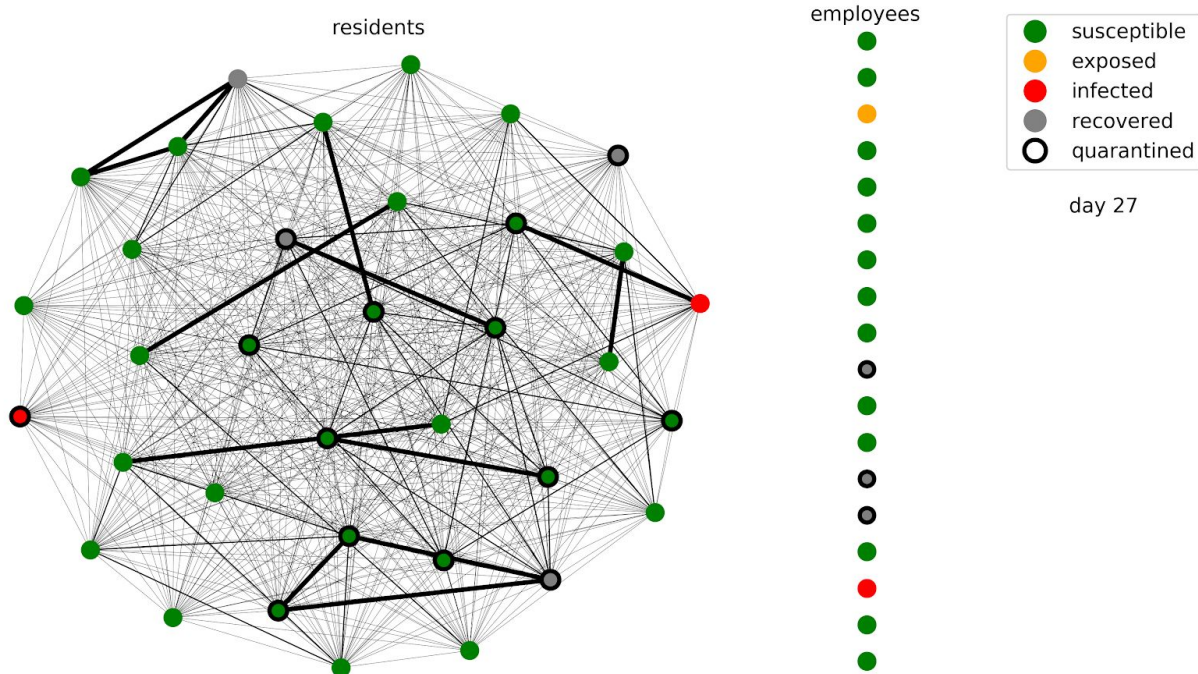 residents
employees
susceptible
exposed
infected
recovered
quarantined
day 27